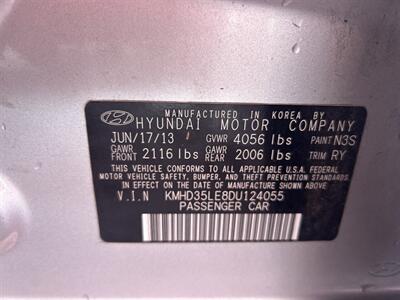 MANUFACTURED IN KOREA BY
HYUNDAI MOTOR COMPANY
JUN/17/13 GVWR 4056 lbs PAINT N3S
GAWR FRONT 2116 lbs GAWR REAR 2006 lbs TRIM RY
THIS VEHICLE CONFORMS TO ALL APPLICABLE
U.S.A. FEDERAL MOTOR VEHICLE SAFETY, BUMPER, AND THEFT
PREVENTION STANDARDS IN EFFECT ON THE DATE OF
MANUFACTURE SHOWN ABOVE.
V.I.N KMHD35LE8DU124055
PASSENGER CAR